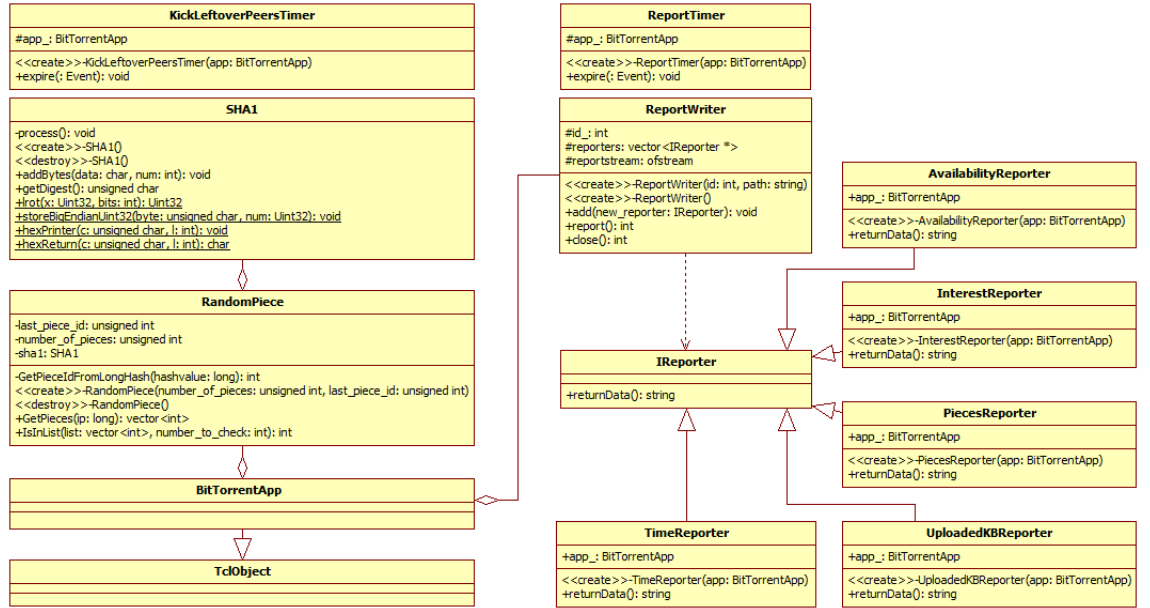 KickLeftoverPeersTimer
#app_: BitTorrentApp
<<create>>-KickLeftoverPeersTimer(app: BitTorrentApp)
+expire(: Event): void
SHA1
-process(): void
<<create>>-SHA1()
<<destroy>>-SHA1()
+addBytes(data: char, num: int): void
+getDigest(): unsigned char
+lrot(x: Uint32, bits: int): Uint32
+storeBigEndianUint32(byte: unsigned char, num: Uint32): void
+hexPrinter(c: unsigned char, l: int): void
+hexReturn(c: unsigned char, l: int): char
RandomPiece
-last_piece_id: unsigned int
-number_of_pieces: unsigned int
-sha1: SHA1
-GetPieceIdFromLongHash(hashvalue: long): int
<<create>>-RandomPiece(number_of_pieces: unsigned int, last_piece_id: unsigned int)
<<destroy>>-RandomPiece()
+GetPieces(ip: long): vector<int>
+IsInList(list: vector<int>, number_to_check: int): int
BitTorrentApp
TclObject
ReportTimer
#app_: BitTorrentApp
<<create>>-ReportTimer(app: BitTorrentApp)
+expire(: Event): void
ReportWriter
#id_: int
#reporters: vector<IReporter *>
#reportstream: ofstream
<<create>>-ReportWriter(id: int, path: string)
<<create>>-ReportWriter()
+add(new_reporter: IReporter): void
+report(): int
+close(): int
IReporter
+returnData(): string
TimeReporter
+app_: BitTorrentApp
<<create>>-TimeReporter(app: BitTorrentApp)
+returnData(): string
AvailabilityReporter
+app_: BitTorrentApp
<<create>>-AvailabilityReporter(app: BitTorrentApp)
+returnData(): string
InterestReporter
+app_: BitTorrentApp
<<create>>-InterestReporter(app: BitTorrentApp)
+returnData(): string
PiecesReporter
+app_: BitTorrentApp
<<create>>-PiecesReporter(app: BitTorrentApp)
+returnData(): string
UploadedKBReporter
+app_: BitTorrentApp
<<create>>-UploadedKBReporter(app: BitTorrentApp)
+returnData(): string